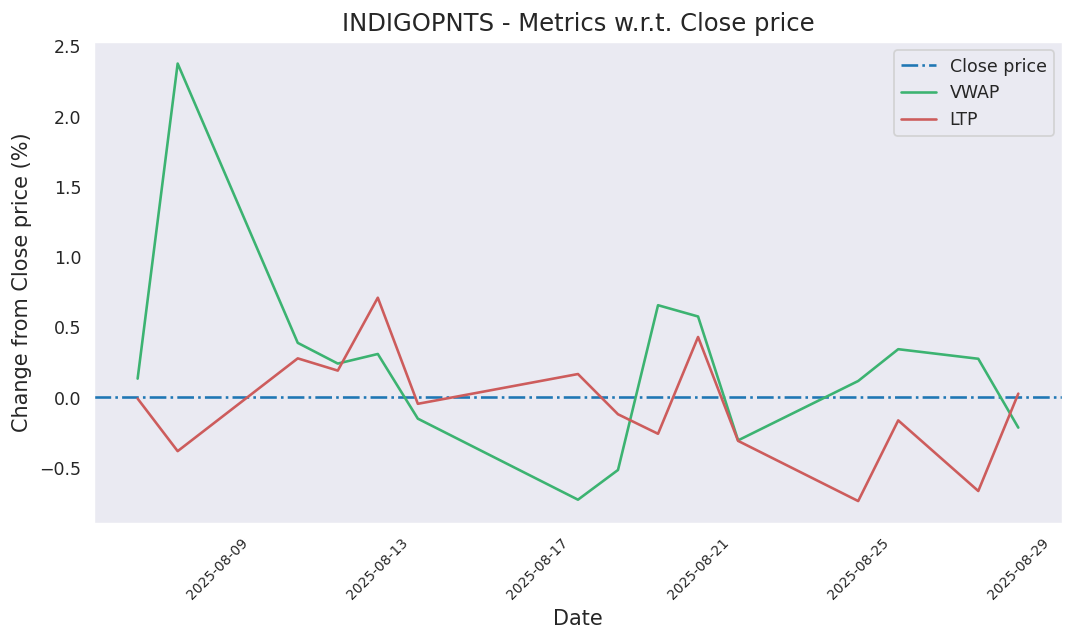 INDIGOPNTS - Metrics w.r.t. Close price
Close price
VWAP
LTP
Change from Close price (%)
2.5
2.0
1.5
1.0
0.5
0.0
−0.5
2025-08-09
2025-08-13
2025-08-17
2025-08-21
2025-08-25
2025-08-29
Date